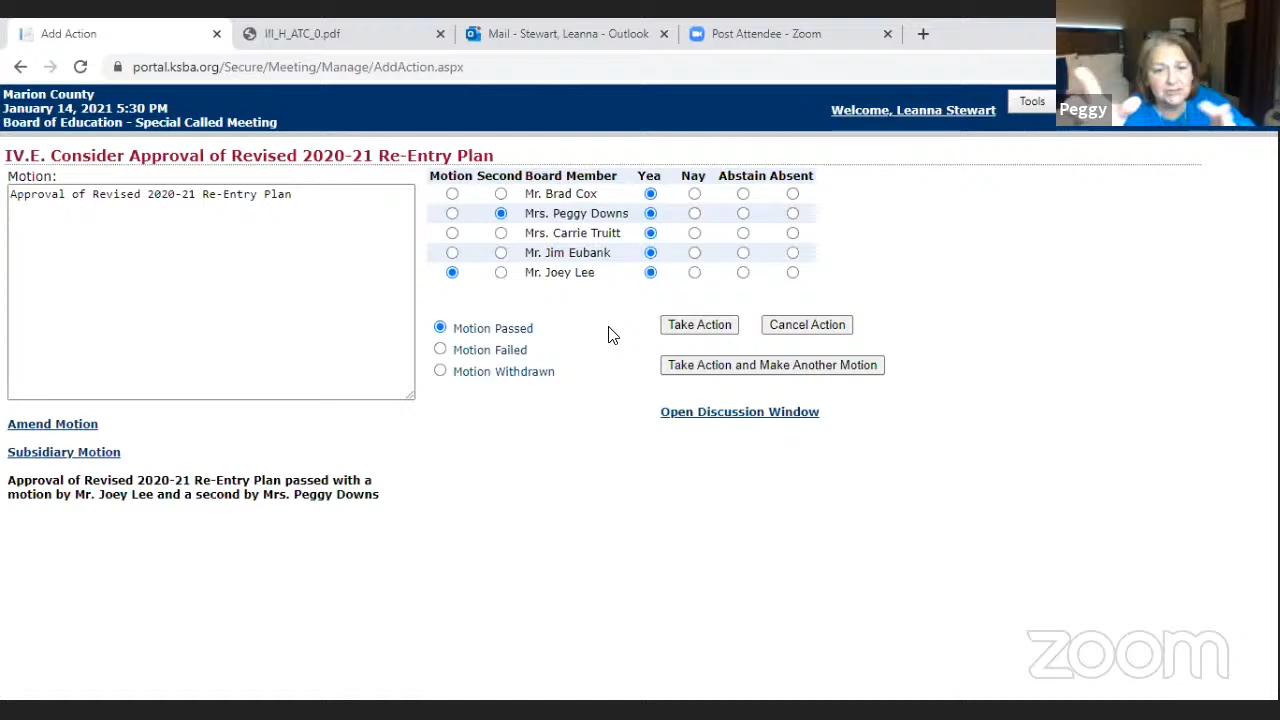 Add Action
III_H_ATC_0.pdf
Mail - Stewart, Leanna - Outlook
Post Attendee - Zoom
portal.ksba.org/Secure/Meeting/Manage/AddAction.aspx
Marion County
January 14, 2021 5:30 PM
Board of Education - Special Called Meeting
Welcome, Leanna Stewart
Tools
Peggy
IV.E. Consider Approval of Revised 2020-21 Re-Entry Plan
Motion:
Approval of Revised 2020-21 Re-Entry Plan
Motion Second Board Member Yea Nay Abstain Absent
Mr. Brad Cox
Mrs. Peggy Downs
Mrs. Carrie Truitt
Mr. Jim Eubank
Mr. Joey Lee
Motion Passed
Motion Failed
Motion Withdrawn
Take Action
Cancel Action
Take Action and Make Another Motion
Open Discussion Window
Amend Motion
Subsidiary Motion
Approval of Revised 2020-21 Re-Entry Plan passed with a
motion by Mr. Joey Lee and a second by Mrs. Peggy Downs
zoom